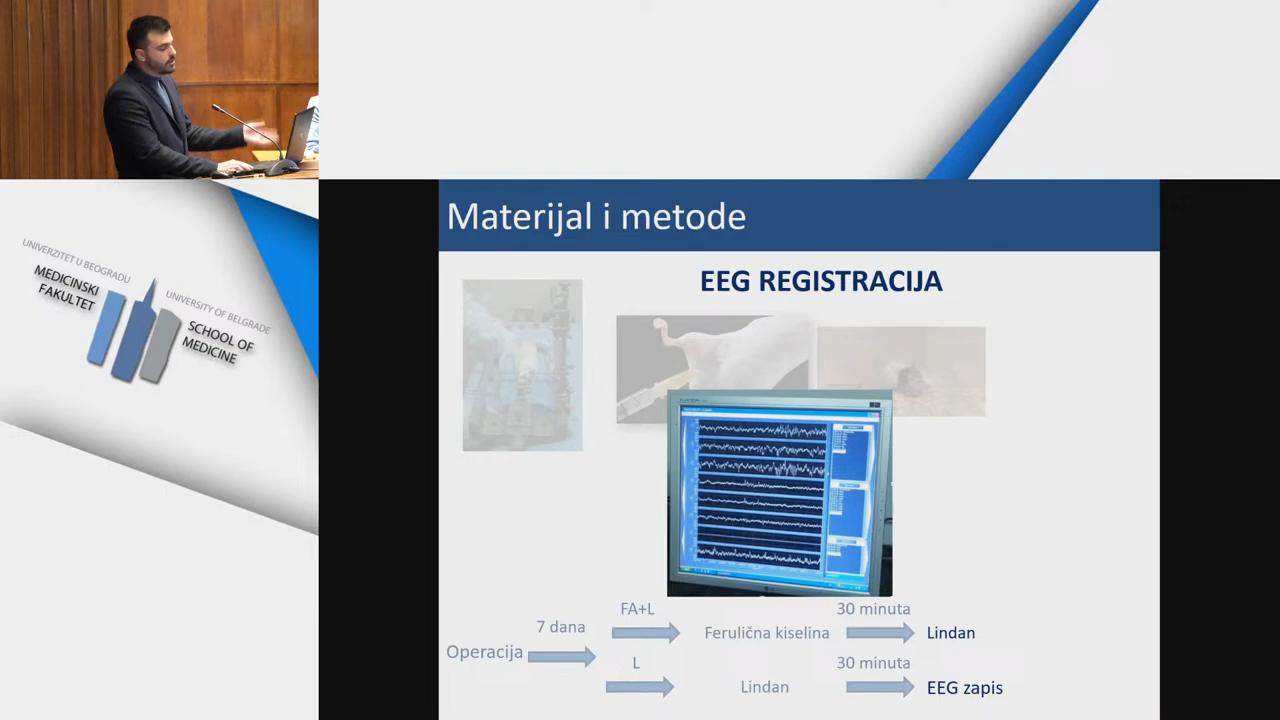 UNIVERZITET U BEOGRADU
MEDICINSKI
FAKULTET
UNIVERSITY OF BELGRADE
SCHOOL OF
MEDICINE
Materijal i metode
EEG REGISTRACIJA
Operacija
7 dana
FA+L
Ferulična kiselina
30 minuta
Lindan
L
Lindan
30 minuta
EEG zapis